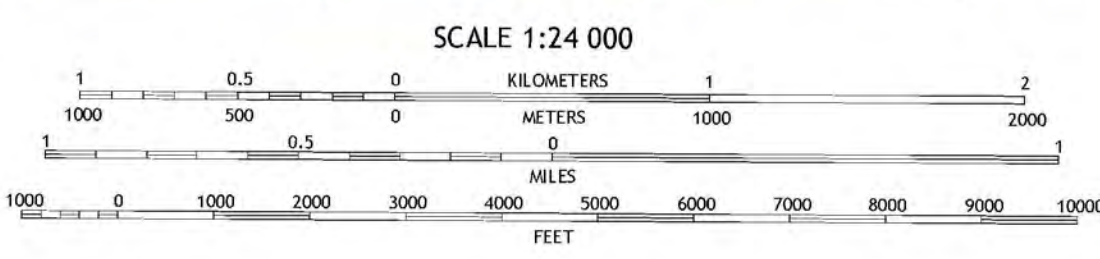 SCALE 1:24 000
1 0.5 0 KILOMETERS 1 2
1000 500 0 METERS 1000 2000
1 0.5 0 1
MILES
1000 0 1000 2000 3000 4000 5000 6000 7000 8000 9000 10000
FEET